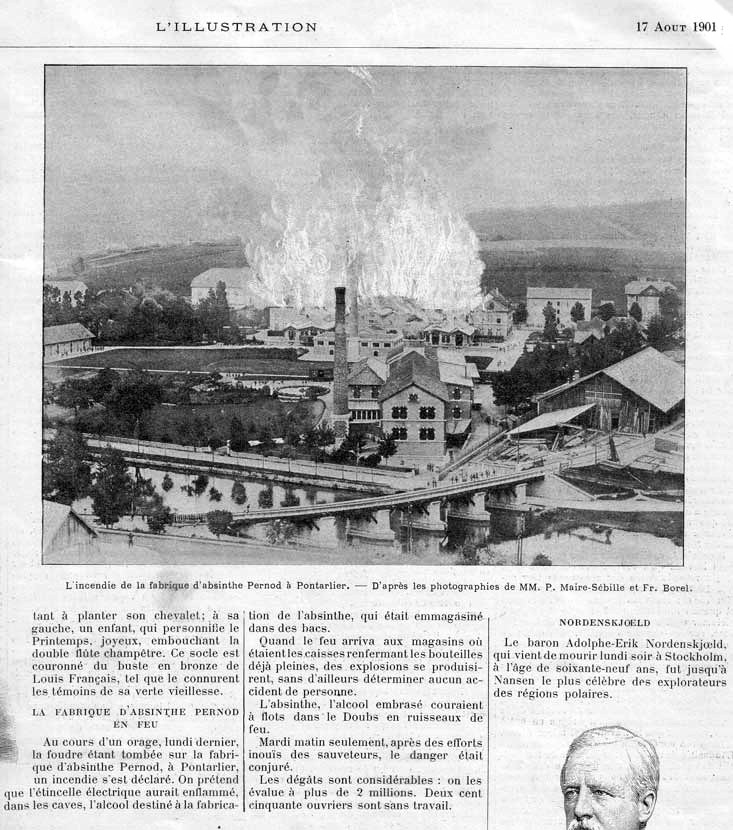 L'ILLUSTRATION
17 AOUT 1901
L'incendie de la fabrique d'absinthe Pernod à Pontarlier. — D'après les photographies de MM. P. Maire-Sébille et Fr. Borel.
tant à planter son chevalet; à sa
gauche, un enfant, qui personnifie le
Printemps, joyeux, embouchant la
double flûte champêtre. Ce socle est
couronné du buste en bronze de
Louis Français, tel que le connurent
les témoins de sa verte vieillesse.
LA FABRIQUE D'ABSINTHE PERNOD
EN FEU
Au cours d'un orage, lundi dernier,
la foudre étant tombée sur la fabri-
que d'absinthe Pernod, à Pontarlier,
un incendie s'est déclaré. On prétend
que l'étincelle électrique aurait enflammé,
dans les caves, l'alcool destiné à la fabrica-
tion de l'absinthe, qui était emmagasiné
dans des bacs.
Quand le feu arriva aux magasins où
étaient les caisses renfermant les bouteilles
déjà pleines, des explosions se produisi-
rent, sans d'ailleurs déterminer aucun ac-
cident de personne.
L'absinthe, l'alcool embrasé couraient
à flots dans le Doubs en ruisseaux de
feu.
Mardi matin seulement, après des efforts
inouïs des sauveteurs, le danger était
conjuré.
Les dégâts sont considérables : on les
évalue à plus de 2 millions. Deux cent
cinquante ouvriers sont sans travail.
NORDENSKJŒLD
Le baron Adolphe-Erik Nordenskjœld,
qui vient de mourir lundi soir à Stockholm,
à l'âge de soixante-neuf ans, fut jusqu'à
Nansen le plus célèbre des explorateurs
des régions polaires.